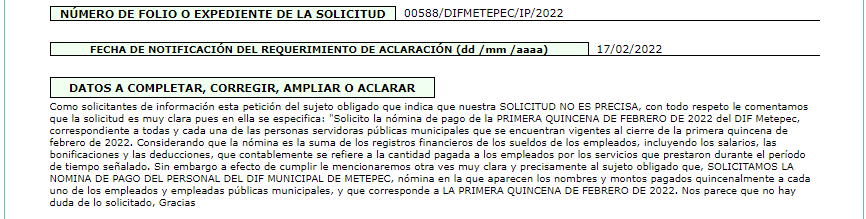 NÚMERO DE FOLIO O EXPEDIENTE DE LA SOLICITUD 00588/DIFMETEPEC/IP/2022
FECHA DE NOTIFICACIÓN DEL REQUERIMIENTO DE ACLARACIÓN (dd /mm /aaaa) 17/02/2022
DATOS A COMPLETAR, CORREGIR, AMPLIAR O ACLARAR
Como solicitantes de información esta petición del sujeto obligado que indica que nuestra SOLICITUD NO ES PRECISA, con todo respeto le comentamos
que la solicitud es muy clara pues en ella se especifica: "Solicito la nómina de pago de la PRIMERA QUINCENA DE FEBRERO DE 2022 del DIF Metepec,
correspondiente a todas y cada una de las personas servidoras públicas municipales que se encuentran vigentes al cierre de la primera quincena de
febrero de 2022. Considerando que la nómina es la suma de los registros financieros de los sueldos de los empleados, incluyendo los salarios, las
bonificaciones y las deducciones, que contablemente se refiere a la cantidad pagada a los empleados por los servicios que prestaron durante el período
de tiempo señalado. Sin embargo a efecto de cumplir le mencionaremos otra ves muy clara y precisamente al sujeto obligado que, SOLICITAMOS LA
NOMINA DE PAGO DEL PERSONAL DEL DIF MUNICIPAL DE METEPEC, nómina en la que aparecen los nombres y montos pagados quincenalmente a cada
uno de los empleados y empleadas públicas municipales, y que corresponde a LA PRIMERA QUINCENA DE FEBRERO DE 2022. Nos parece que no hay
duda de lo solicitado, Gracias